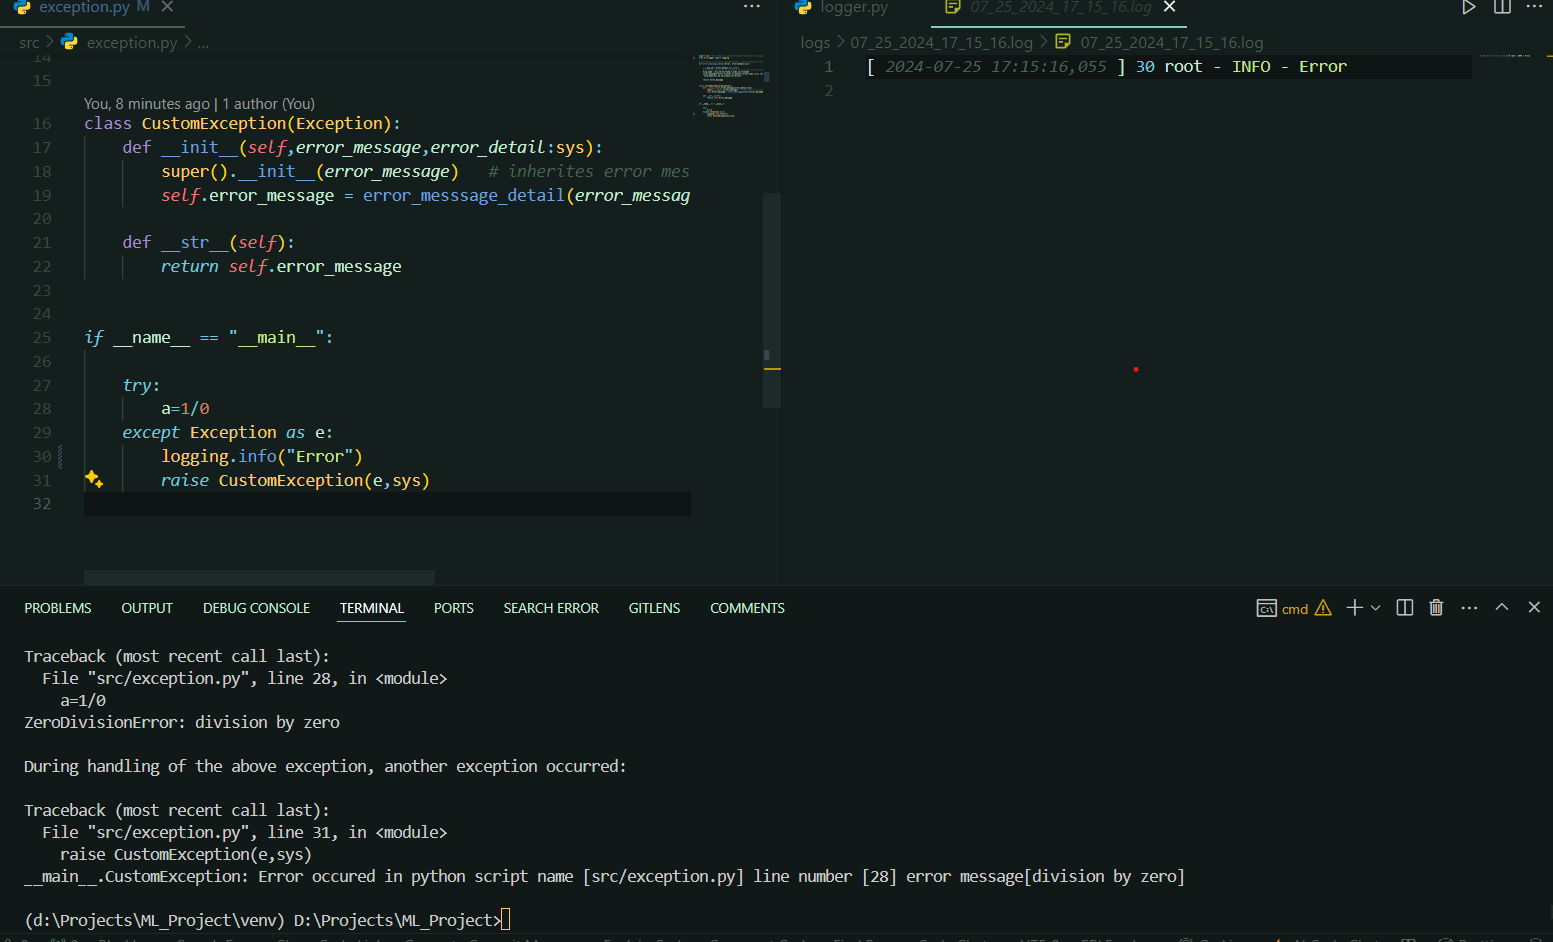 exception.py M
src > exception.py > ...
14
15
You, 8 minutes ago | 1 author (You)
16 class CustomException(Exception):
17 def __init__(self,error_message,error_detail:sys):
18 super().__init__(error_message) # inherites error mes
19 self.error_message = error_messsage_detail(error_messag
20
21 def __str__(self):
22 return self.error_message
23
24
25 if __name__ == "__main__":
26
27 try:
28 a=1/0
29 except Exception as e:
30 logging.info("Error")
31 raise CustomException(e,sys)
32
logger.py 07_25_2024_17_15_16.log
logs > 07_25_2024_17_15_16.log > 07_25_2024_17_15_16.log
1 [ 2024-07-25 17:15:16,055 ] 30 root - INFO - Error
2
PROBLEMS OUTPUT DEBUG CONSOLE TERMINAL PORTS SEARCH ERROR GITLENS COMMENTS
cmd
Traceback (most recent call last):
File "src/exception.py", line 28, in <module>
a=1/0
ZeroDivisionError: division by zero
During handling of the above exception, another exception occurred:
Traceback (most recent call last):
File "src/exception.py", line 31, in <module>
raise CustomException(e,sys)
__main__.CustomException: Error occured in python script name [src/exception.py] line number [28] error message[division by zero]
(d:\Projects\ML_Project\venv) D:\Projects\ML_Project>